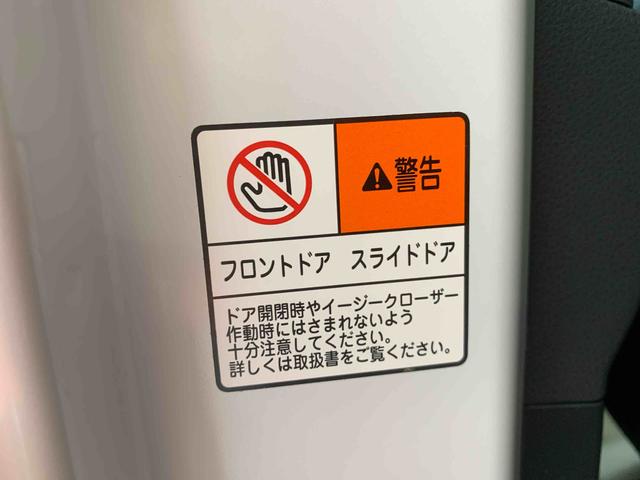 警告
フロントドア　スライドドア
ドア開閉時やイージークローザー
作動時にはさまれないよう
十分注意してください。
詳しくは取扱書をご覧ください。